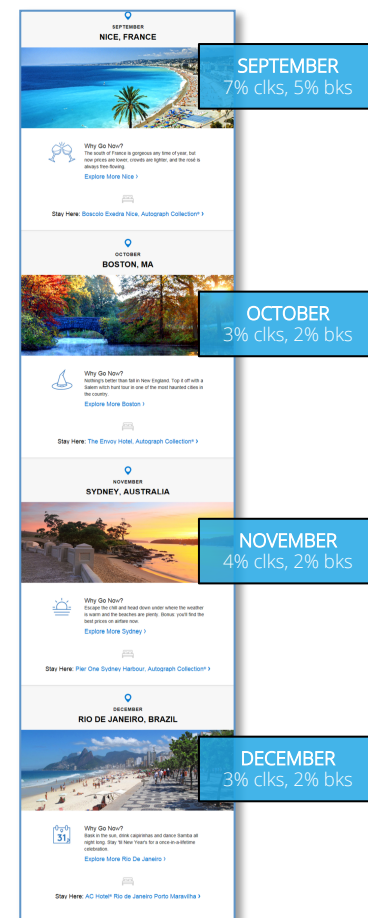 SEPTEMBER
NICE, FRANCE
SEPTEMBER
7% clks, 5% bks
Why Go Now?
The south of France is gorgeous any time of year, but
now prices are lower, crowds are lighter, and the rosé is
always free-flowing.
Explore More Nice >
Stay Here: Boscolo Exedra Nice, Autograph Collection® >
OCTOBER
BOSTON, MA
OCTOBER
3% clks, 2% bks
Why Go Now?
Nothing's better than fall in New England. Top it off with a
Salem witch hunt tour in one of the most haunted cities in
the country.
Explore More Boston >
Stay Here: The Envoy Hotel, Autograph Collection® >
NOVEMBER
SYDNEY, AUSTRALIA
NOVEMBER
4% clks, 2% bks
Why Go Now?
Escape the chill and head down under where the weather
is warm and the beaches are plenty. Bonus: you'll find the
best prices on airfare now.
Explore More Sydney >
Stay Here: Pier One Sydney Harbour, Autograph Collection® >
DECEMBER
RIO DE JANEIRO, BRAZIL
DECEMBER
3% clks, 2% bks
31
Why Go Now?
Bask in the sun, drink caipirinhas and dance Samba all
night long. Stay 'til New Year's for a once-in-a-lifetime
celebration.
Explore More Rio De Janeiro >
Stay Here: AC Hotel® Rio de Janeiro Porto Maravilha >